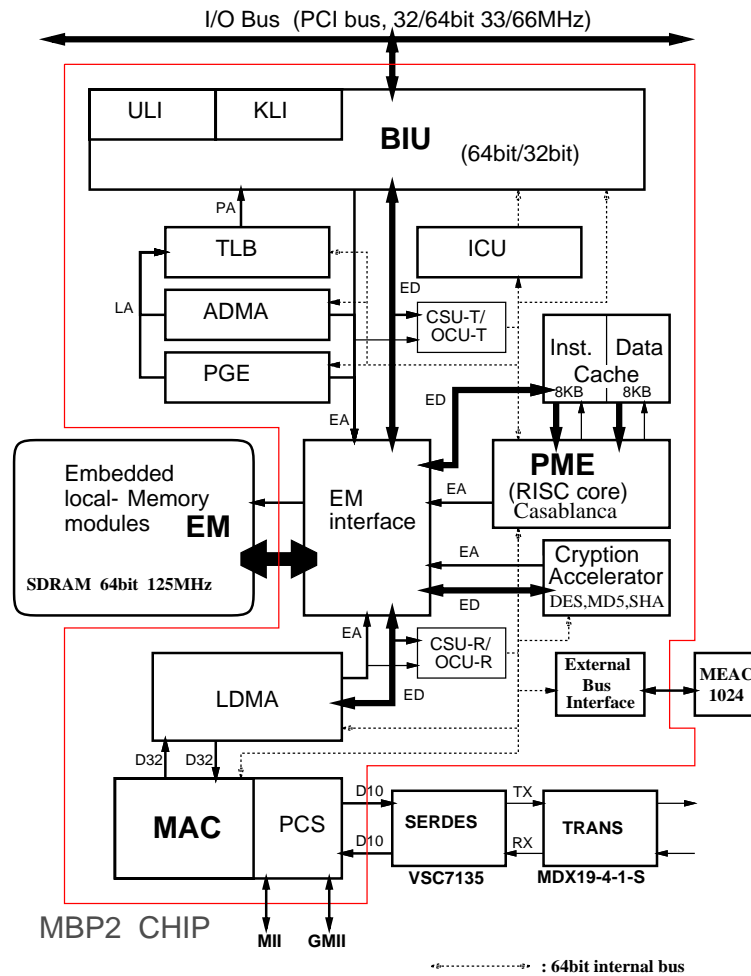 I/O Bus (PCI bus, 32/64bit 33/66MHz)
ULI
KLI
BIU
(64bit/32bit)
PA
TLB
ICU
ED
LA
ADMA
CSU-T/
OCU-T
Inst. Data
Cache
8KB 8KB
PGE
ED
EA
PME
(RISC core)
Casablanca
Embedded
local- Memory
modules
EM
SDRAM 64bit 125MHz
EM
interface
EA
EA
ED
Cryption
Accelerator
DES,MD5,SHA
EA
CSU-R/
OCU-R
ED
LDMA
External
Bus
Interface
MEAC
1024
D32 D32
MAC
PCS
D10
D10
SERDES
VSC7135
TX
RX
TRANS
MDX19-4-1-S
MBP2 CHIP
MII GMII
: 64bit internal bus